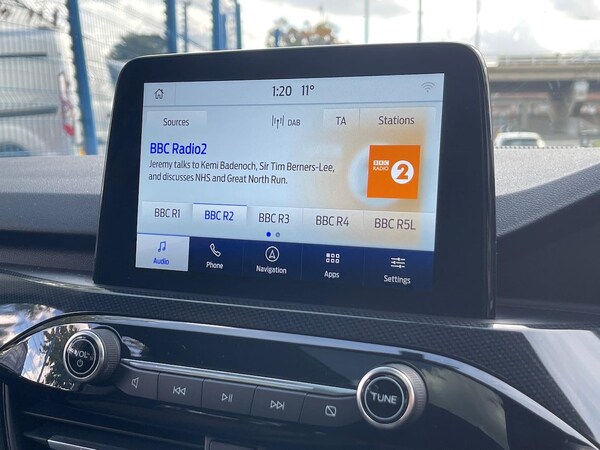 1:20 11°
Sources DAB TA Stations
BBC Radio2
Jeremy talks to Kemi Badenoch, Sir Tim Berners-Lee,
and discusses NHS and Great North Run.
BBC
RADIO 2
BBC R1 BBC R2 BBC R3 BBC R4 BBC R5L
Audio Phone Navigation Apps Settings
VOL
TUNE